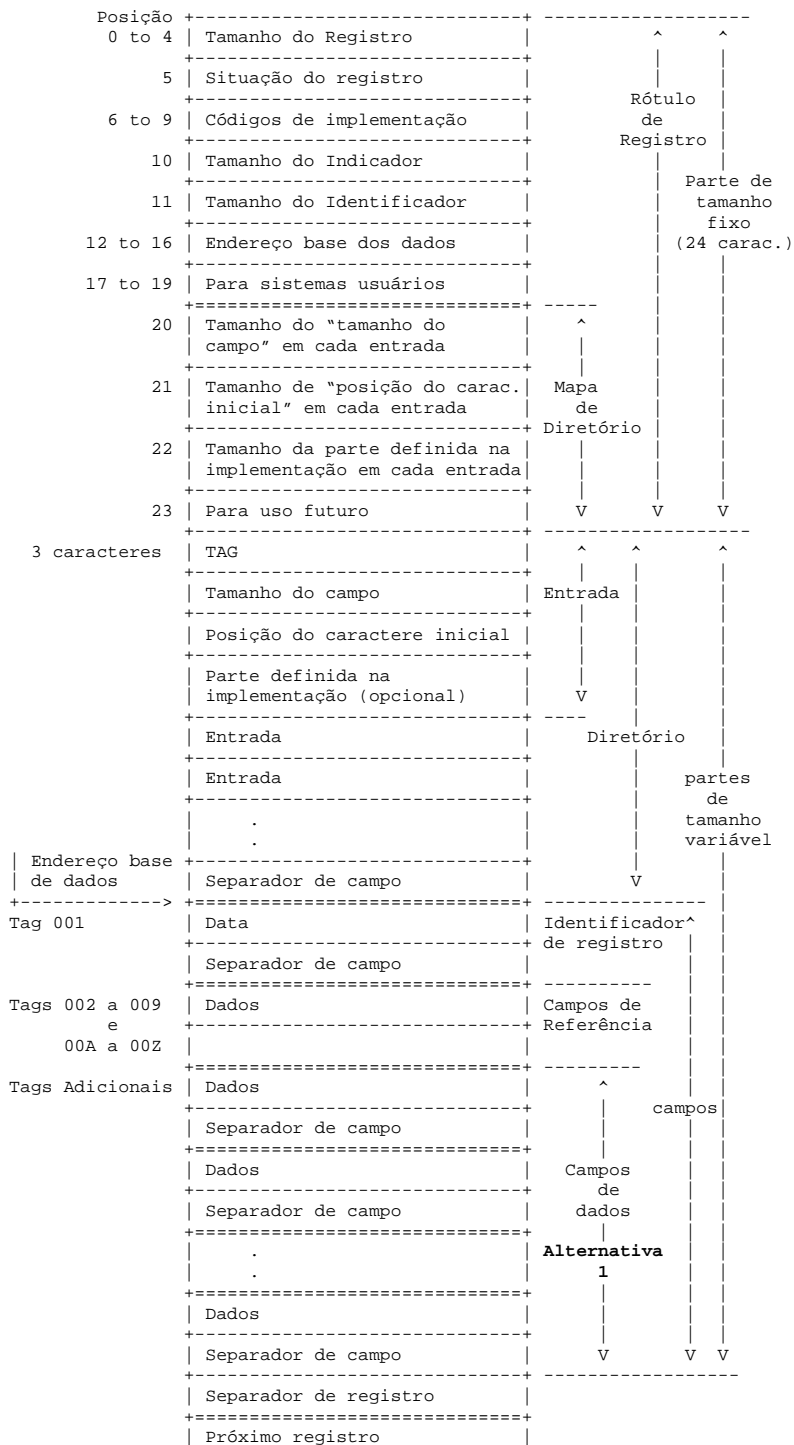 Posição +-------------------------------+ -------------------
0 to 4 | Tamanho do Registro | ^ ^
5 | Situação do registro | | |
Rótulo |
6 to 9 | Códigos de implementação | de |
Registro |
10 | Tamanho do Indicador | | |
| Parte de
11 | Tamanho do Identificador | | tamanho
| fixo
12 to 16 | Endereço base dos dados | | (24 carac.)
17 to 19 | Para sistemas usuários | | |
+===============================+ -----
20 | Tamanho do “tamanho do | ^ | |
| campo” em cada entrada | | | |
21 | Tamanho de “posição do carac.| Mapa | |
| inicial” em cada entrada | de | |
Diretório | |
22 | Tamanho da parte definida na | | | |
| implementação em cada entrada| | | |
23 | Para uso futuro | V V V
+-------------------------------+ -------------------
3 caracteres | TAG | ^ ^ ^
| Tamanho do campo | Entrada | |
| Posição do caractere inicial | | | |
| Parte definida na | | | |
| implementação (opcional) | V | |
+-------------------------------+ ----
| Entrada | Diretório |
| Entrada | | partes
de
| . | | tamanho
| . | | variável
| Endereço base +-------------------------------+ | |
| de dados | Separador de campo | V |
+-------------> +===============================+ ---------------
Tag 001 | Data | Identificador^ |
+-------------------------------+ de registro | |
| Separador de campo | | |
+===============================+ ----------
Tags 002 a 009 | Dados | Campos de | |
e +-------------------------------+ Referência | |
00A a 00Z | | | |
+===============================+ ---------
Tags Adicionais | Dados | ^ | |
+-------------------------------+ | campos|
| Separador de campo | | | |
+===============================+ | | |
| Dados | Campos | |
+-------------------------------+ de | |
| Separador de campo | dados | |
+===============================+ | | |
| . | Alternativa | |
| . | 1 | |
+===============================+ | | |
| Dados | | | |
+-------------------------------+ | | |
| Separador de campo | V V V
+-------------------------------+ -------------------
| Separador de registro |
+===============================+
| Próximo registro |